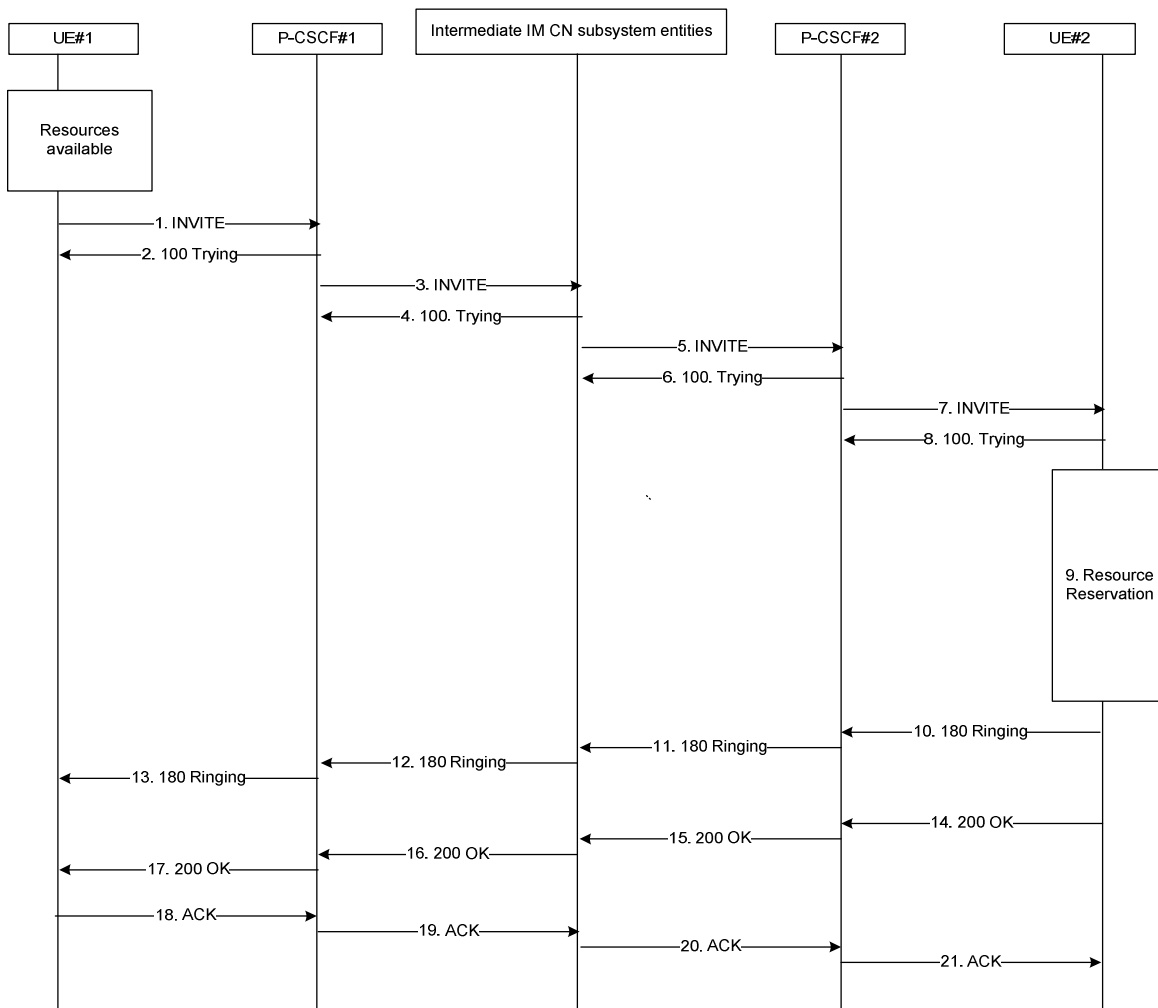 UE#1
P-CSCF#1
Intermediate IM CN subsystem entities
P-CSCF#2
UE#2
Resources
available
1. INVITE
2. 100 Trying
3. INVITE
4. 100. Trying
5. INVITE
6. 100. Trying
7. INVITE
8. 100. Trying
9. Resource
Reservation
10. 180 Ringing
11. 180 Ringing
12. 180 Ringing
13. 180 Ringing
14. 200 OK
15. 200 OK
16. 200 OK
17. 200 OK
18. ACK
19. ACK
20. ACK
21. ACK